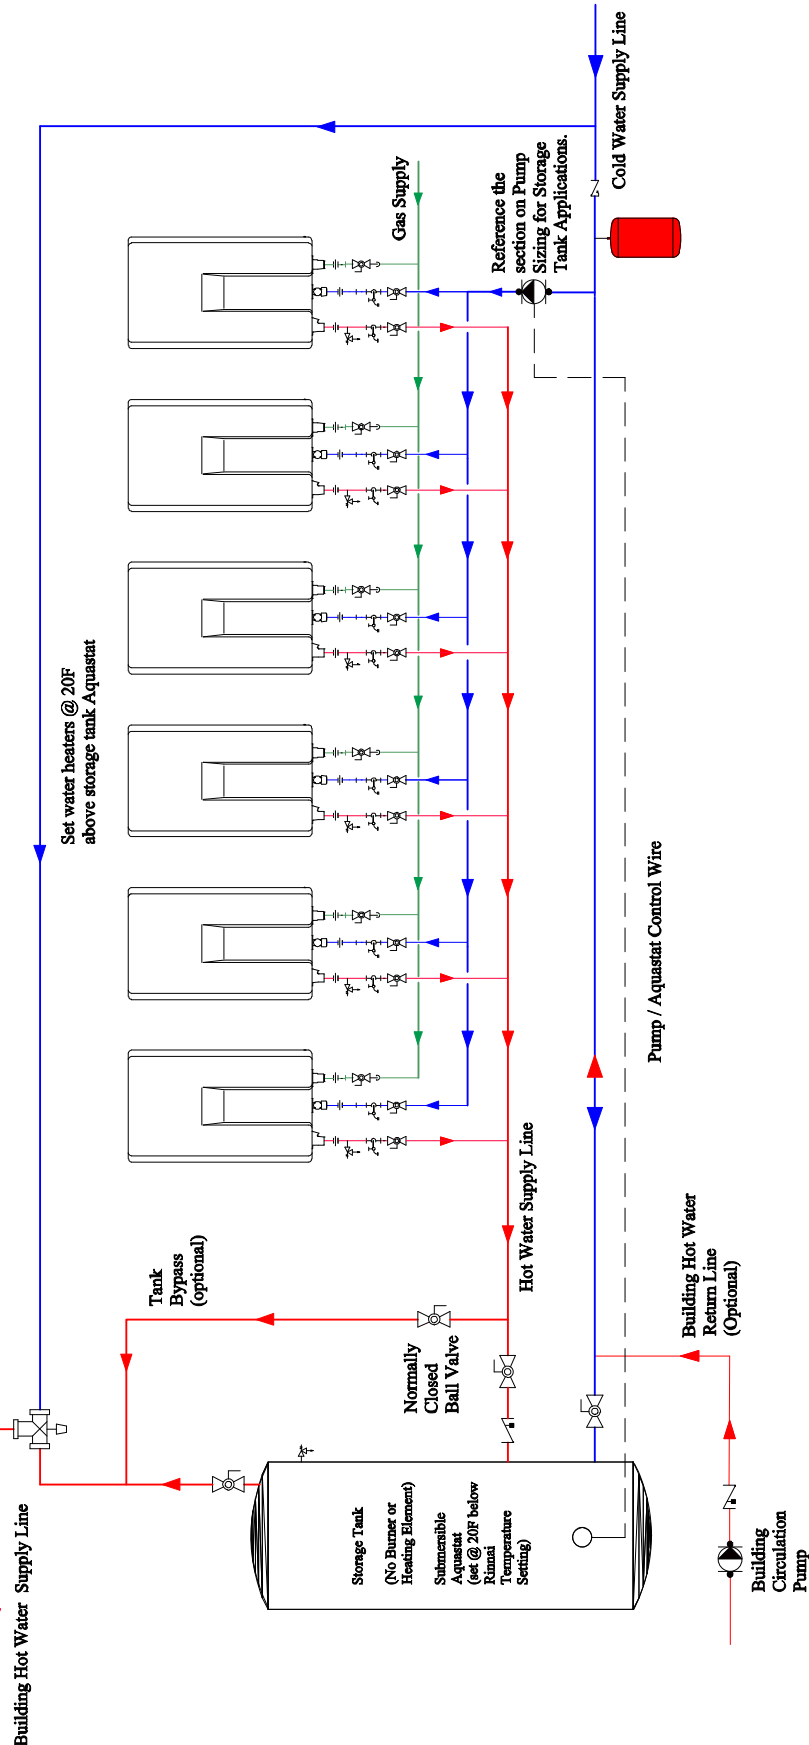 Building Hot Water Supply Line
Set water heaters @ 20F
above storage tank Aquastat
Tank
Bypass
(optional)
Normally
Closed
Ball Valve
Storage Tank
(No Burner or
Heating Element)
Submersible
Aquastat
(set @ 20F below
Rinnai
Temperature
Setting)
Hot Water Supply Line
Gas Supply
Reference the
section on Pump
Sizing for Storage
Tank Applications.
Cold Water Supply Line
Pump / Aquastat Control Wire
Building Hot Water
Return Line
(Optional)
Building
Circulation
Pump